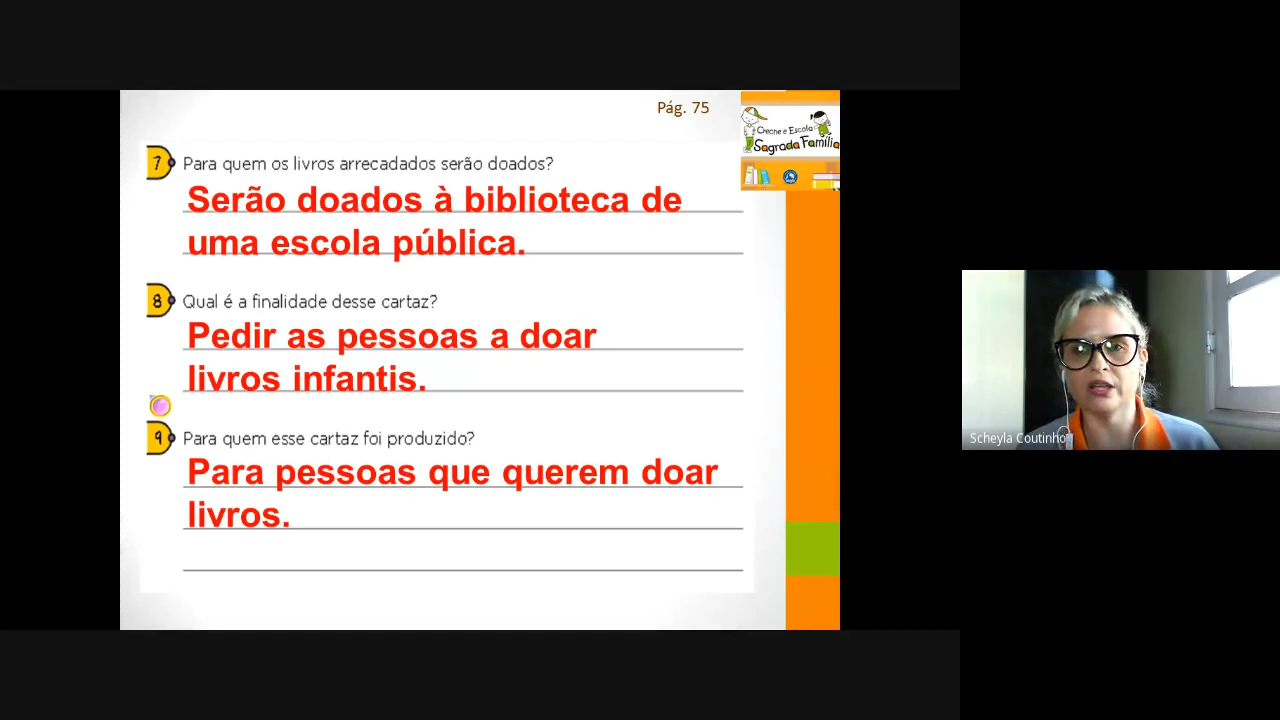 Pág. 75
Creche e Escola
Sagrada Família
7 Para quem os livros arrecadados serão doados?
Serão doados à biblioteca de
uma escola pública.
8 Qual é a finalidade desse cartaz?
Pedir as pessoas a doar
livros infantis.
9 Para quem esse cartaz foi produzido?
Para pessoas que querem doar
livros.
Scheyla Coutinho